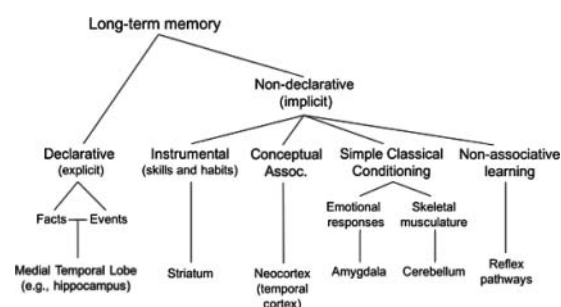 Long-term memory
Non-declarative
(implicit)
Declarative
(explicit)
Instrumental
(skills and habits)
Conceptual
Assoc.
Simple Classical
Conditioning
Non-associative
learning
Facts
Events
Emotional
responses
Skeletal
musculature
Medial Temporal Lobe
(e.g., hippocampus)
Striatum
Neocortex
(temporal
cortex)
Amygdala
Cerebellum
Reflex
pathways